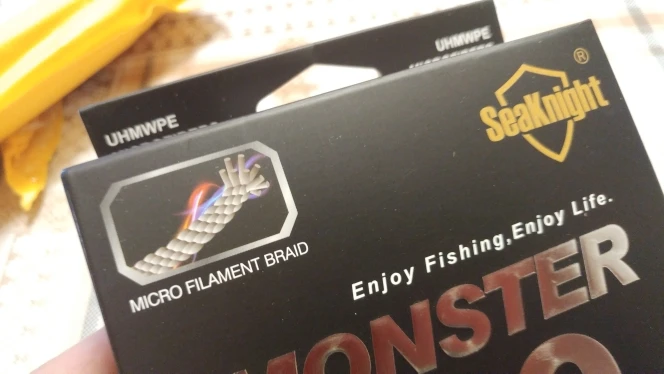 UHMWPE
UHMWPE
SeaKnight®
MICRO FILAMENT BRAID
Enjoy Fishing,Enjoy Life.
MONSTER